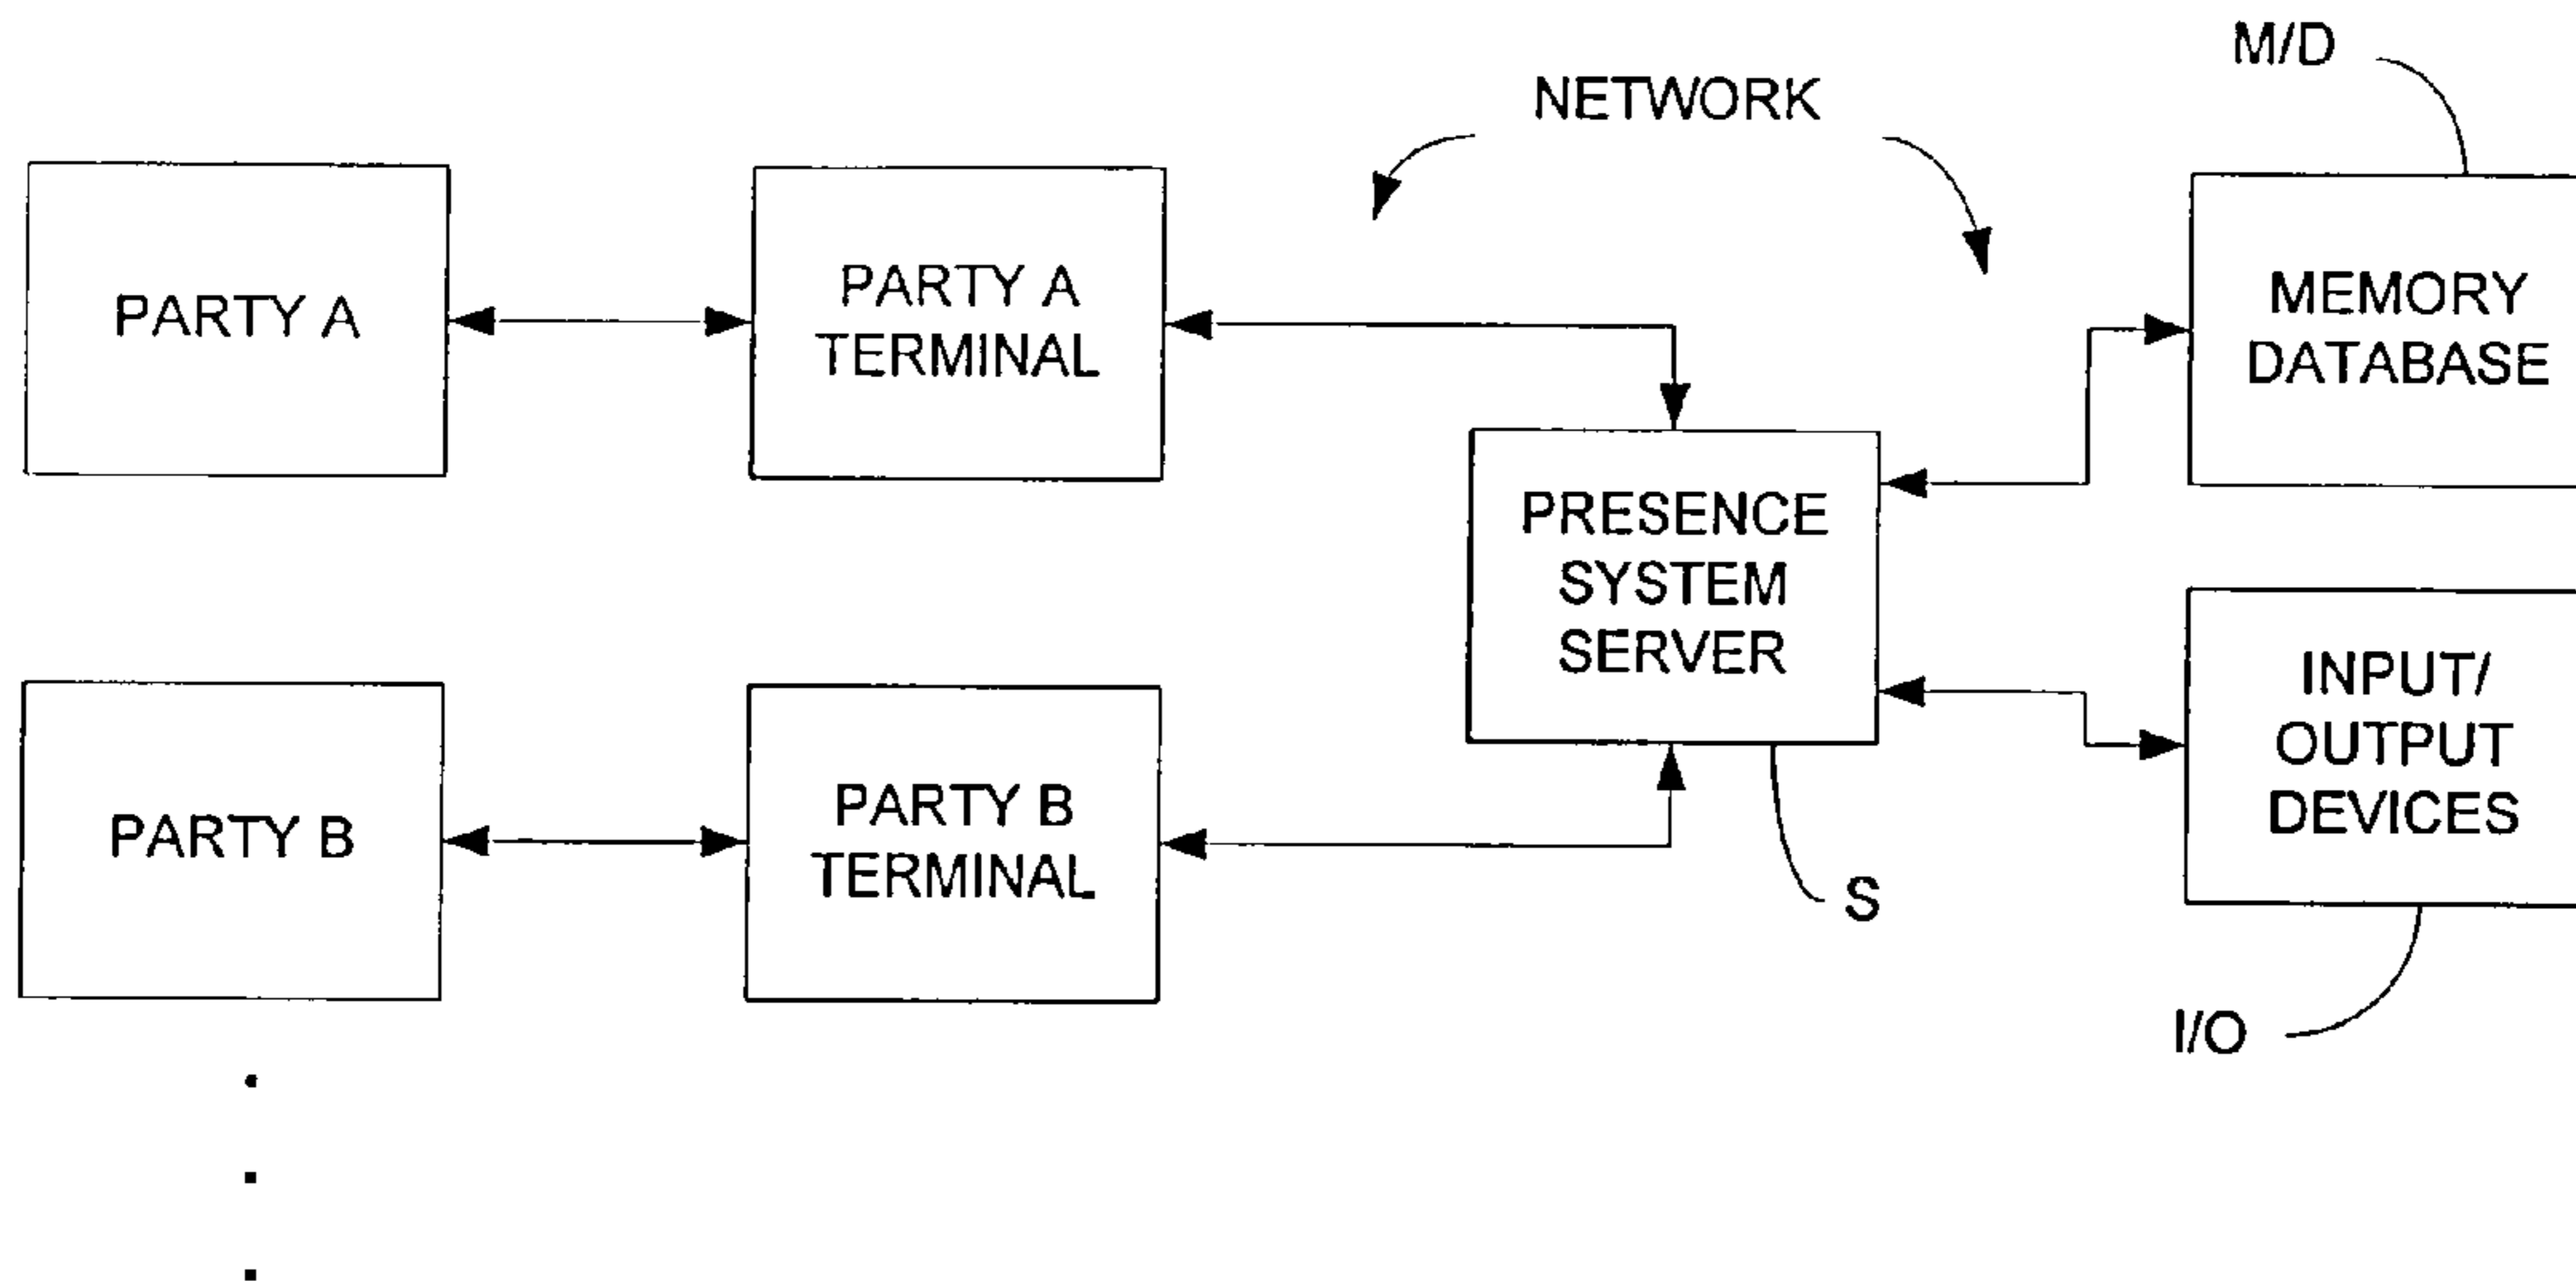 M/D
NETWORK
PARTY A
PARTY A
TERMINAL
MEMORY
DATABASE
PRESENCE
SYSTEM
SERVER
INPUT/
OUTPUT
DEVICES
PARTY B
PARTY B
TERMINAL
S
I/O